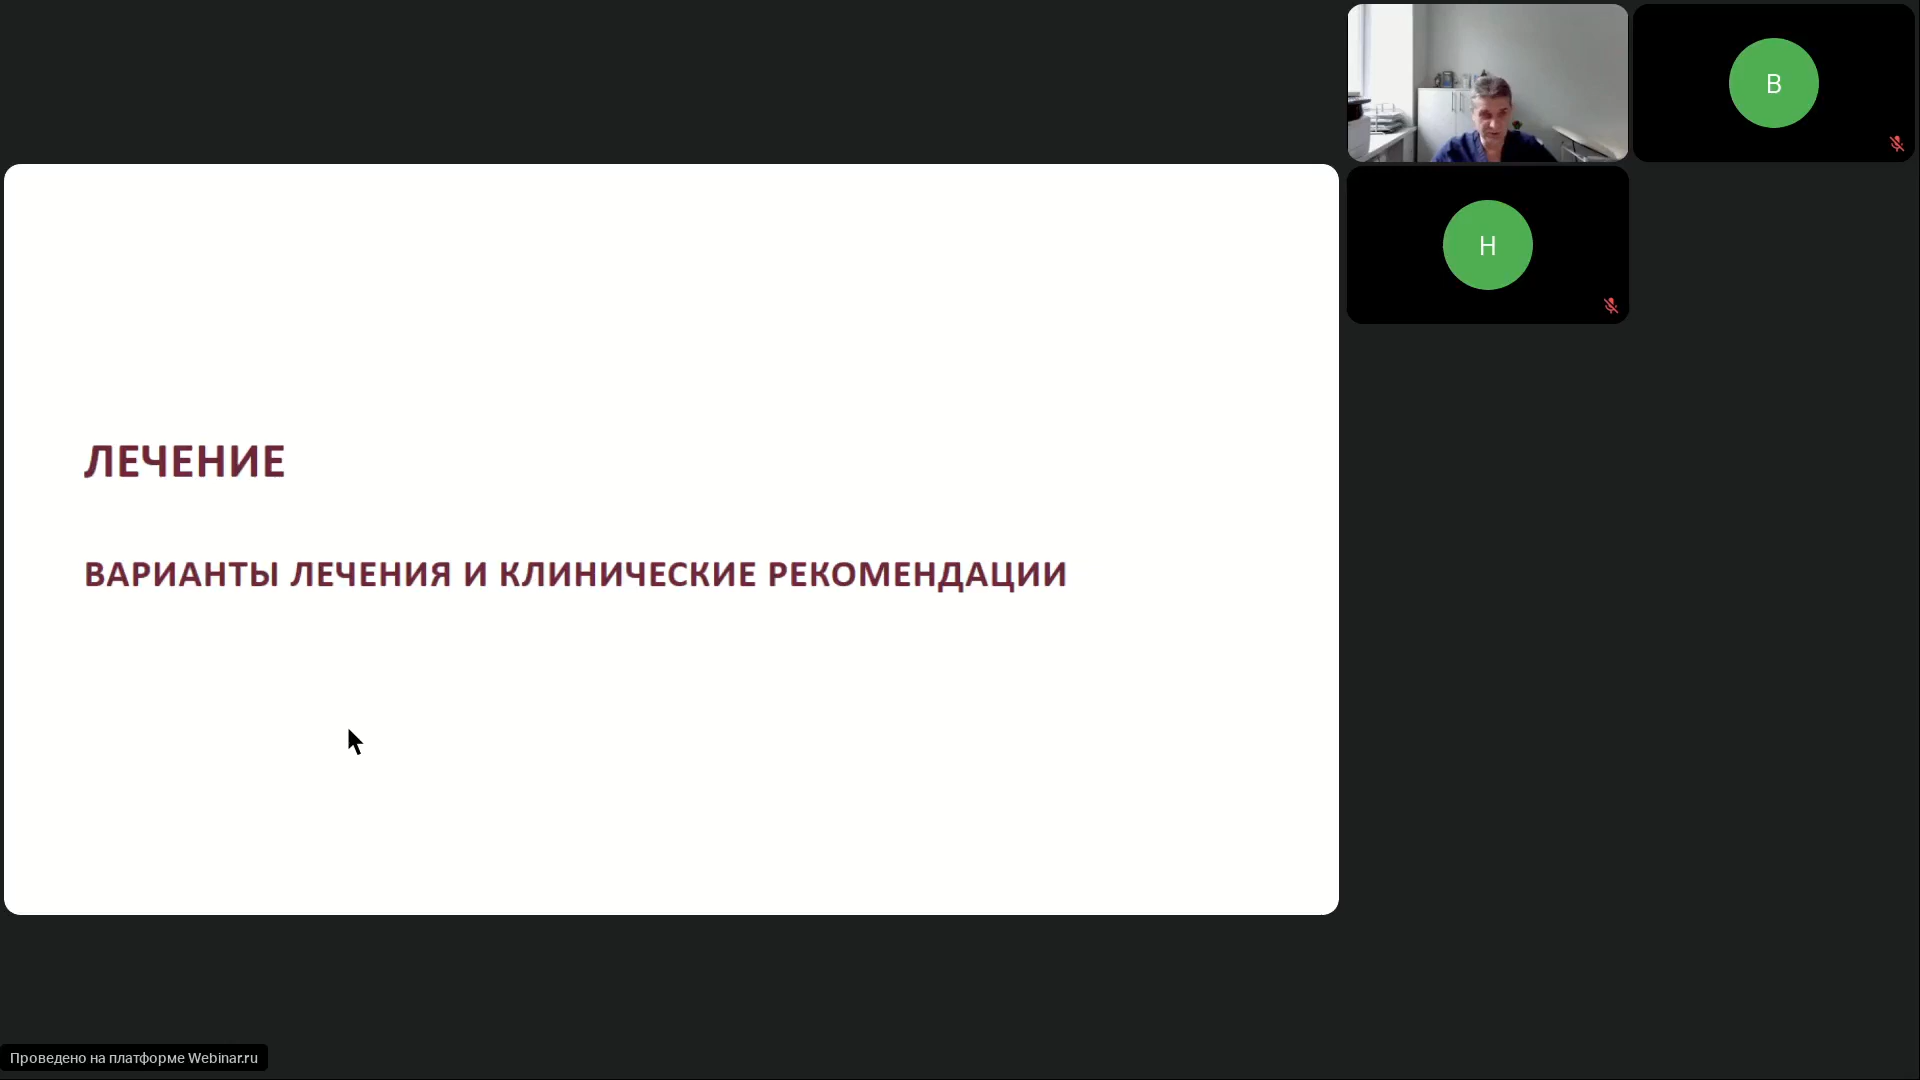 В
Н
ЛЕЧЕНИЕ
ВАРИАНТЫ ЛЕЧЕНИЯ И КЛИНИЧЕСКИЕ РЕКОМЕНДАЦИИ
Проведено на платформе Webinar.ru